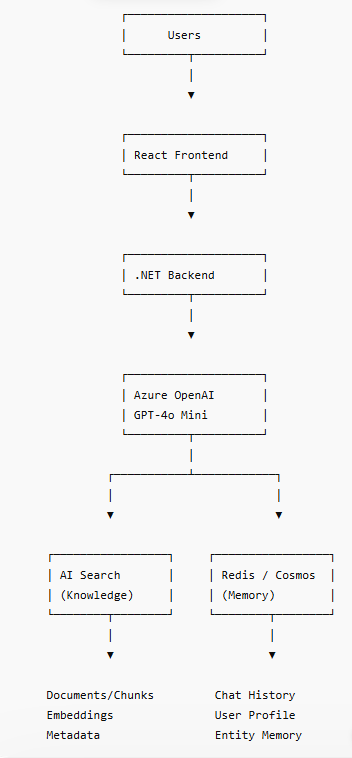 Users
React Frontend
.NET Backend
Azure OpenAI
GPT-4o Mini
AI Search
(Knowledge)
Redis / Cosmos
(Memory)
Documents/Chunks
Embeddings
Metadata
Chat History
User Profile
Entity Memory